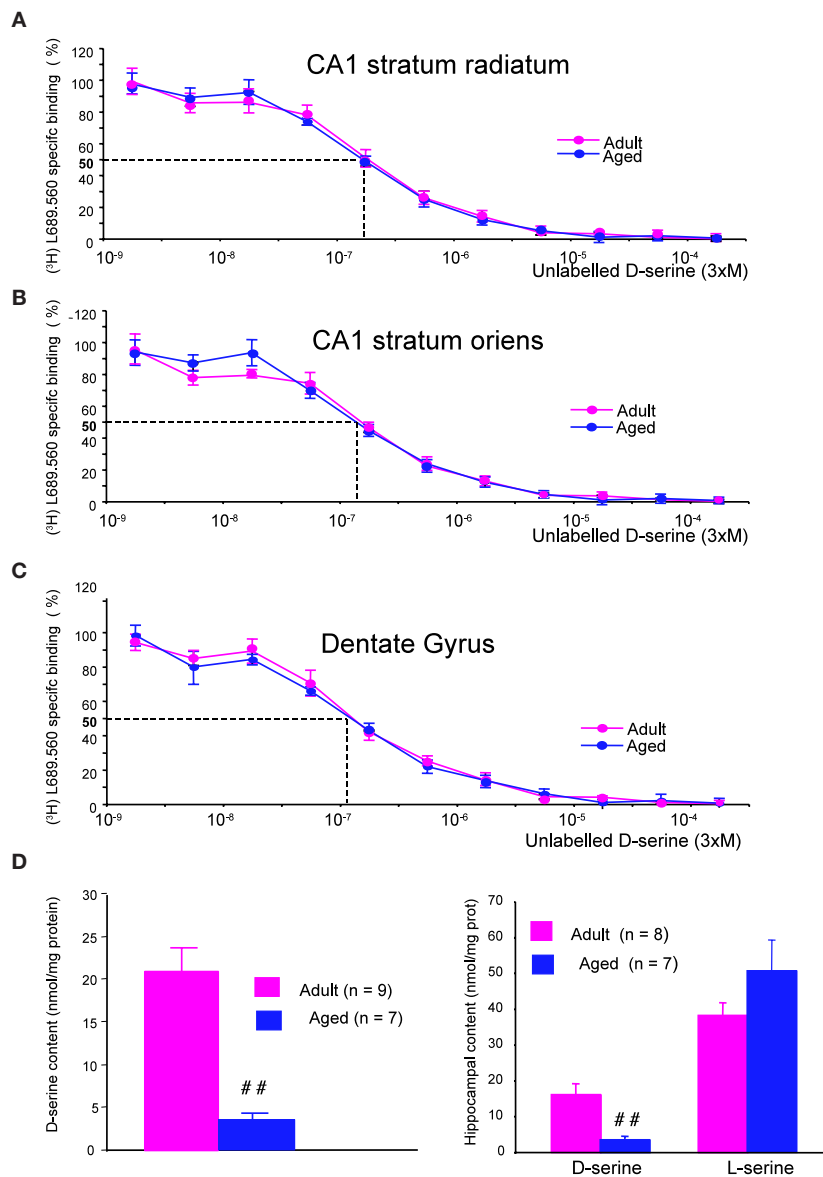 A
CA1 stratum radiatum
(³H) L689.560 specifc binding ( %)
120
100
80
60
50
40
20
0
Adult
Aged
10⁻⁹ 10⁻⁸ 10⁻⁷ 10⁻⁶ 10⁻⁵ 10⁻⁴
Unlabelled D-serine (3xM)
B
CA1 stratum oriens
(³H) L689.560 specifc binding ( %)
120
100
80
60
50
40
20
0
Adult
Aged
10⁻⁹ 10⁻⁸ 10⁻⁷ 10⁻⁶ 10⁻⁵ 10⁻⁴
Unlabelled D-serine (3xM)
C
Dentate Gyrus
(³H) L689.560 specifc binding ( %)
120
100
80
60
50
40
20
0
Adult
Aged
10⁻⁹ 10⁻⁸ 10⁻⁷ 10⁻⁶ 10⁻⁵ 10⁻⁴
Unlabelled D-serine (3xM)
D
D-serine content (nmol/mg protein)
30
25
20
15
10
5
0
Adult (n = 9)
Aged (n = 7)
# #
Hippocampal content (nmol/mg prot)
70
60
50
40
30
20
10
0
Adult (n = 8)
Aged (n = 7)
# #
D-serine L-serine